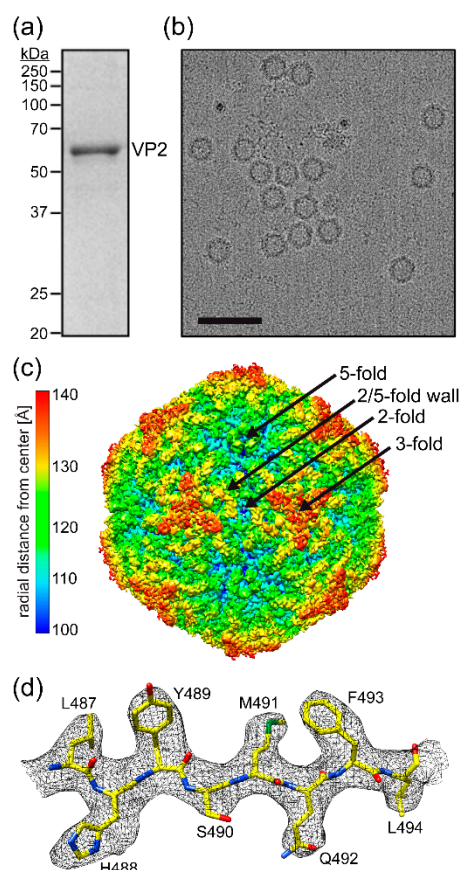 (a)
kDa
250
150
100
70
50
37
25
20
VP2
(b)
(c)
140
130
120
110
100
radial distance from center [Å]
5-fold
2/5-fold wall
2-fold
3-fold
(d)
L487
Y489
M491
F493
S490
L494
H488
Q492